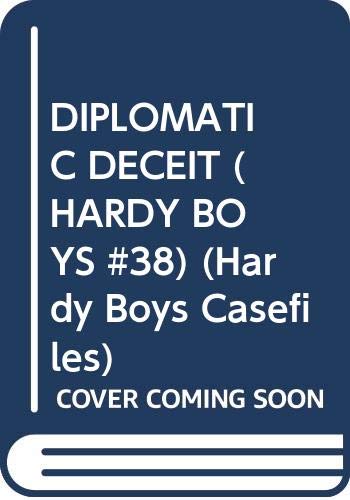 DIPLOMATI
C DECEIT (
HARDY BO
YS #38) (Har
dy Boys Casefi
les)
COVER COMING SOON